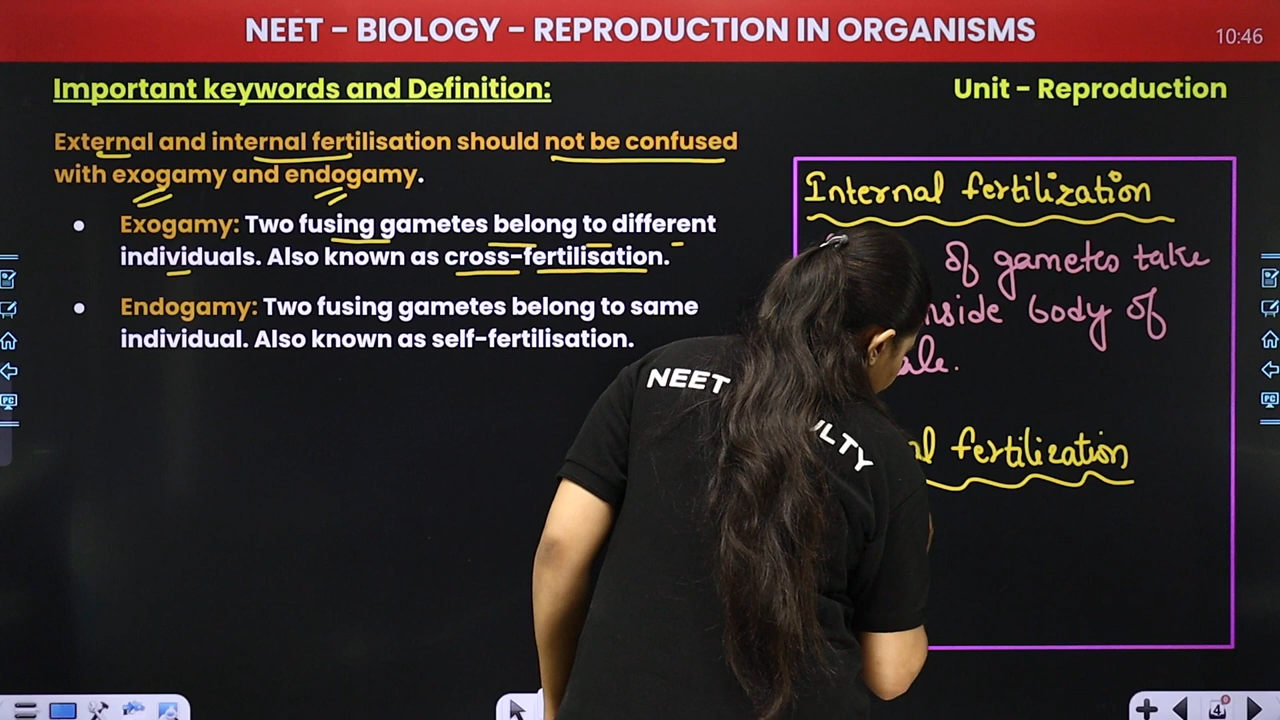 NEET - BIOLOGY - REPRODUCTION IN ORGANISMS
10:46
Important keywords and Definition:
Unit - Reproduction
External and internal fertilisation should not be confused
with exogamy and endogamy.
• Exogamy: Two fusing gametes belong to different
individuals. Also known as cross-fertilisation.
• Endogamy: Two fusing gametes belong to same
individual. Also known as self-fertilisation.
Internal fertilization
of gametes take
body of
fertilization
NEET
PC
PC
4